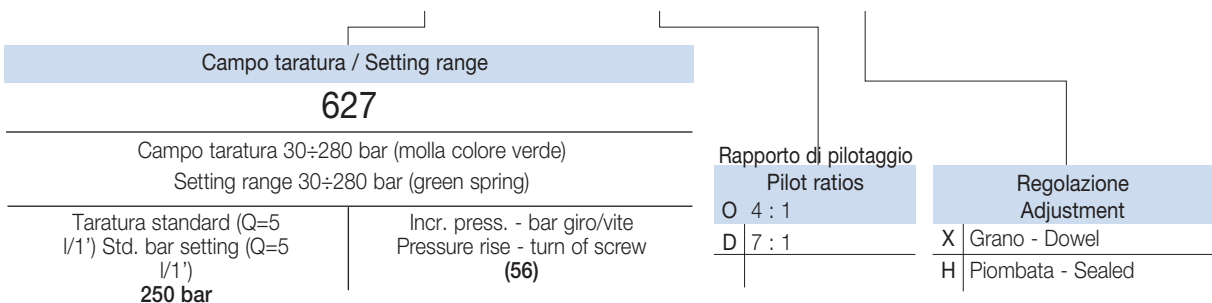 Campo taratura / Setting range
627
Campo taratura 30÷280 bar (molla colore verde)
Setting range 30÷280 bar (green spring)
Taratura standard (Q=5
l/1') Std. bar setting (Q=5
l/1')
250 bar
Incr. press. - bar giro/vite
Pressure rise - turn of screw
(56)
Rapporto di pilotaggio
Pilot ratios
O 4 : 1
D 7 : 1
Regolazione
Adjustment
X Grano - Dowel
H Piombata - Sealed